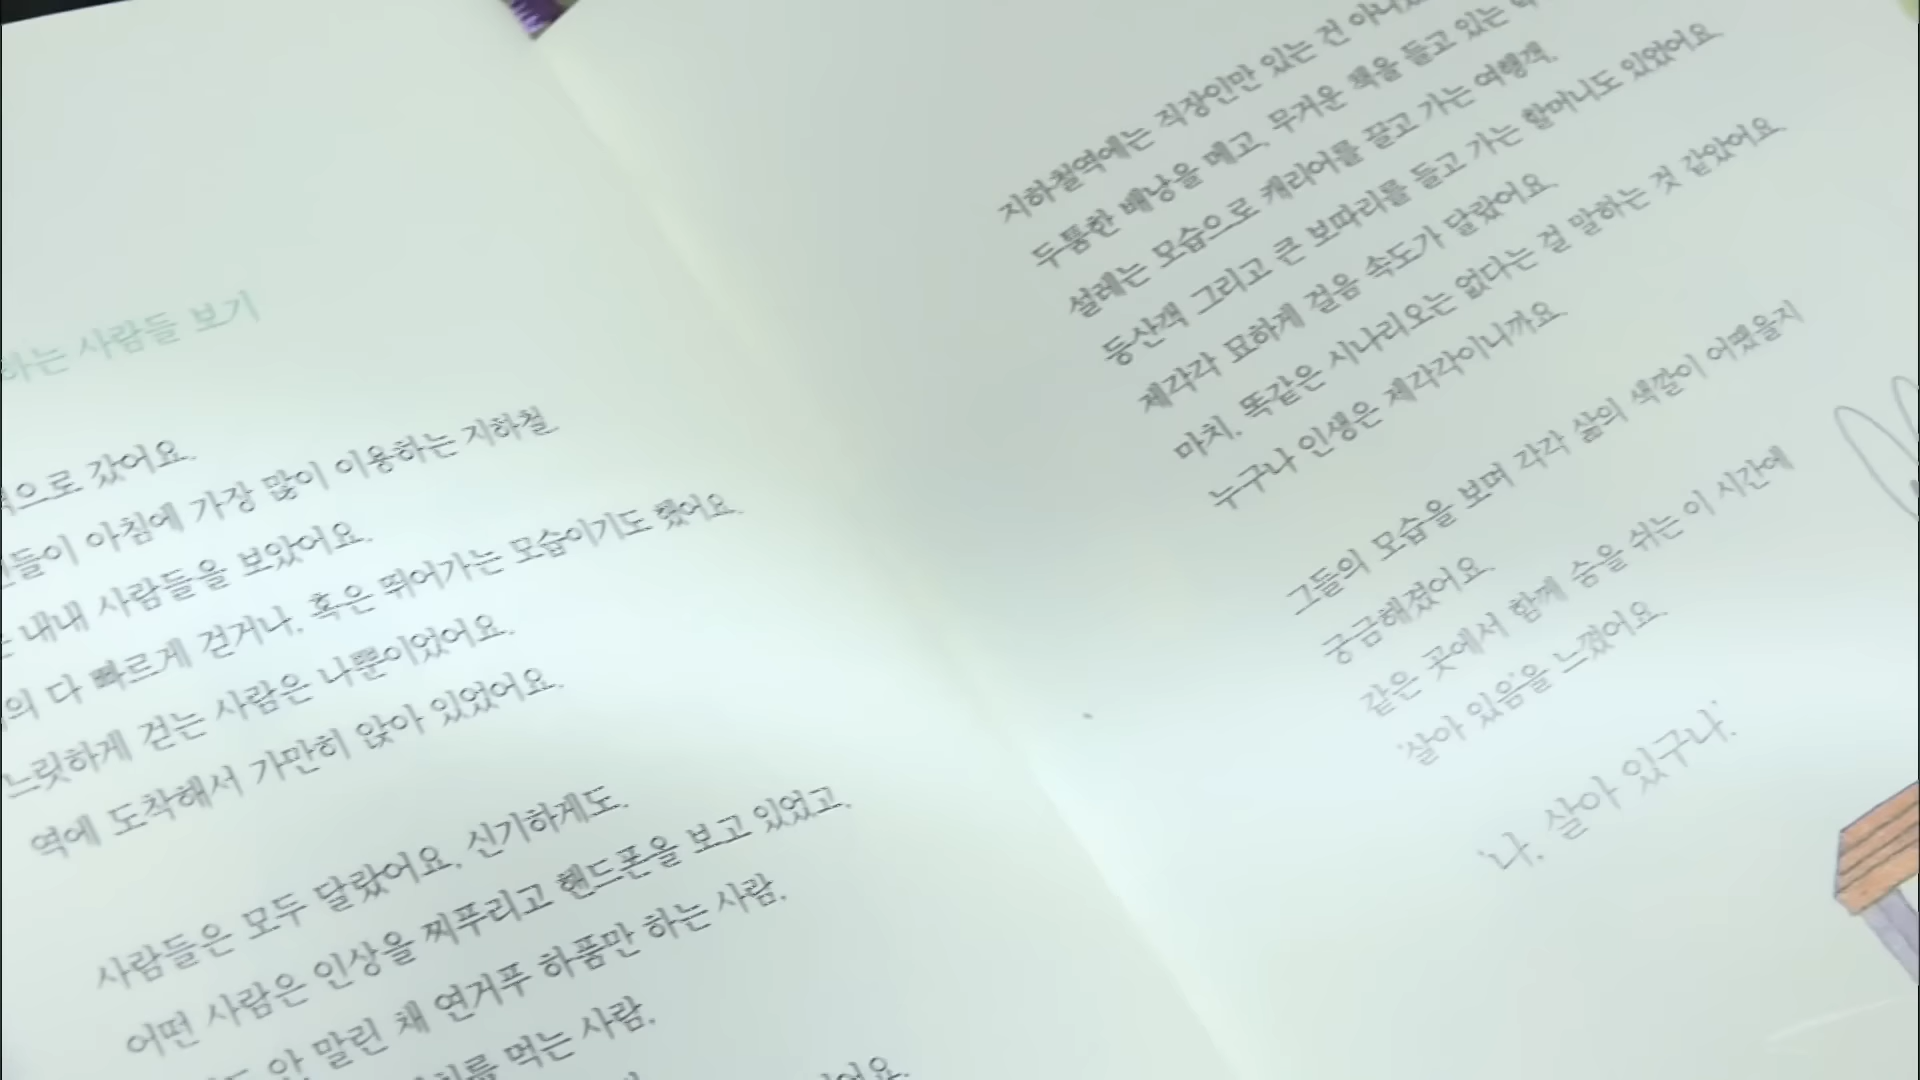 하는 사람들 보기
으로 갔어요.
들이 아침에 가장 많이 이용하는 지하철.
내내 사람들을 보았어요.
다 빠르게 걷거나, 혹은 뛰어가는 모습이기도 했어요.
느릿하게 걷는 사람은 나뿐이었어요.
역에 도착해서 가만히 앉아 있었어요.
사람들은 모두 달랐어요. 신기하게도.
어떤 사람은 인상을 찌푸리고 핸드폰을 보고 있었고,
안 말린 채 연거푸 하품만 하는 사람.
먹는 사람.
지하철역에는 직장인만 있는 건
두툼한 배낭을 메고, 무거운 책을 들고 있는
설레는 모습으로 캐리어를 끌고 가는 여행객,
등산객 그리고 큰 보따리를 들고 가는 할머니도 있었어요.
제각각 묘하게 걸음 속도가 달랐어요.
마치, 똑같은 시나리오는 없다는 걸 말하는 것 같았어요.
누구나 인생은 제각각이니까요.
그들의 모습을 보며 각각 삶의 색깔이 어땠을지
궁금해졌어요.
같은 곳에서 함께 숨을 쉬는 이 시간에
'살아 있음'을 느꼈어요.
'나, 살아 있구나.'